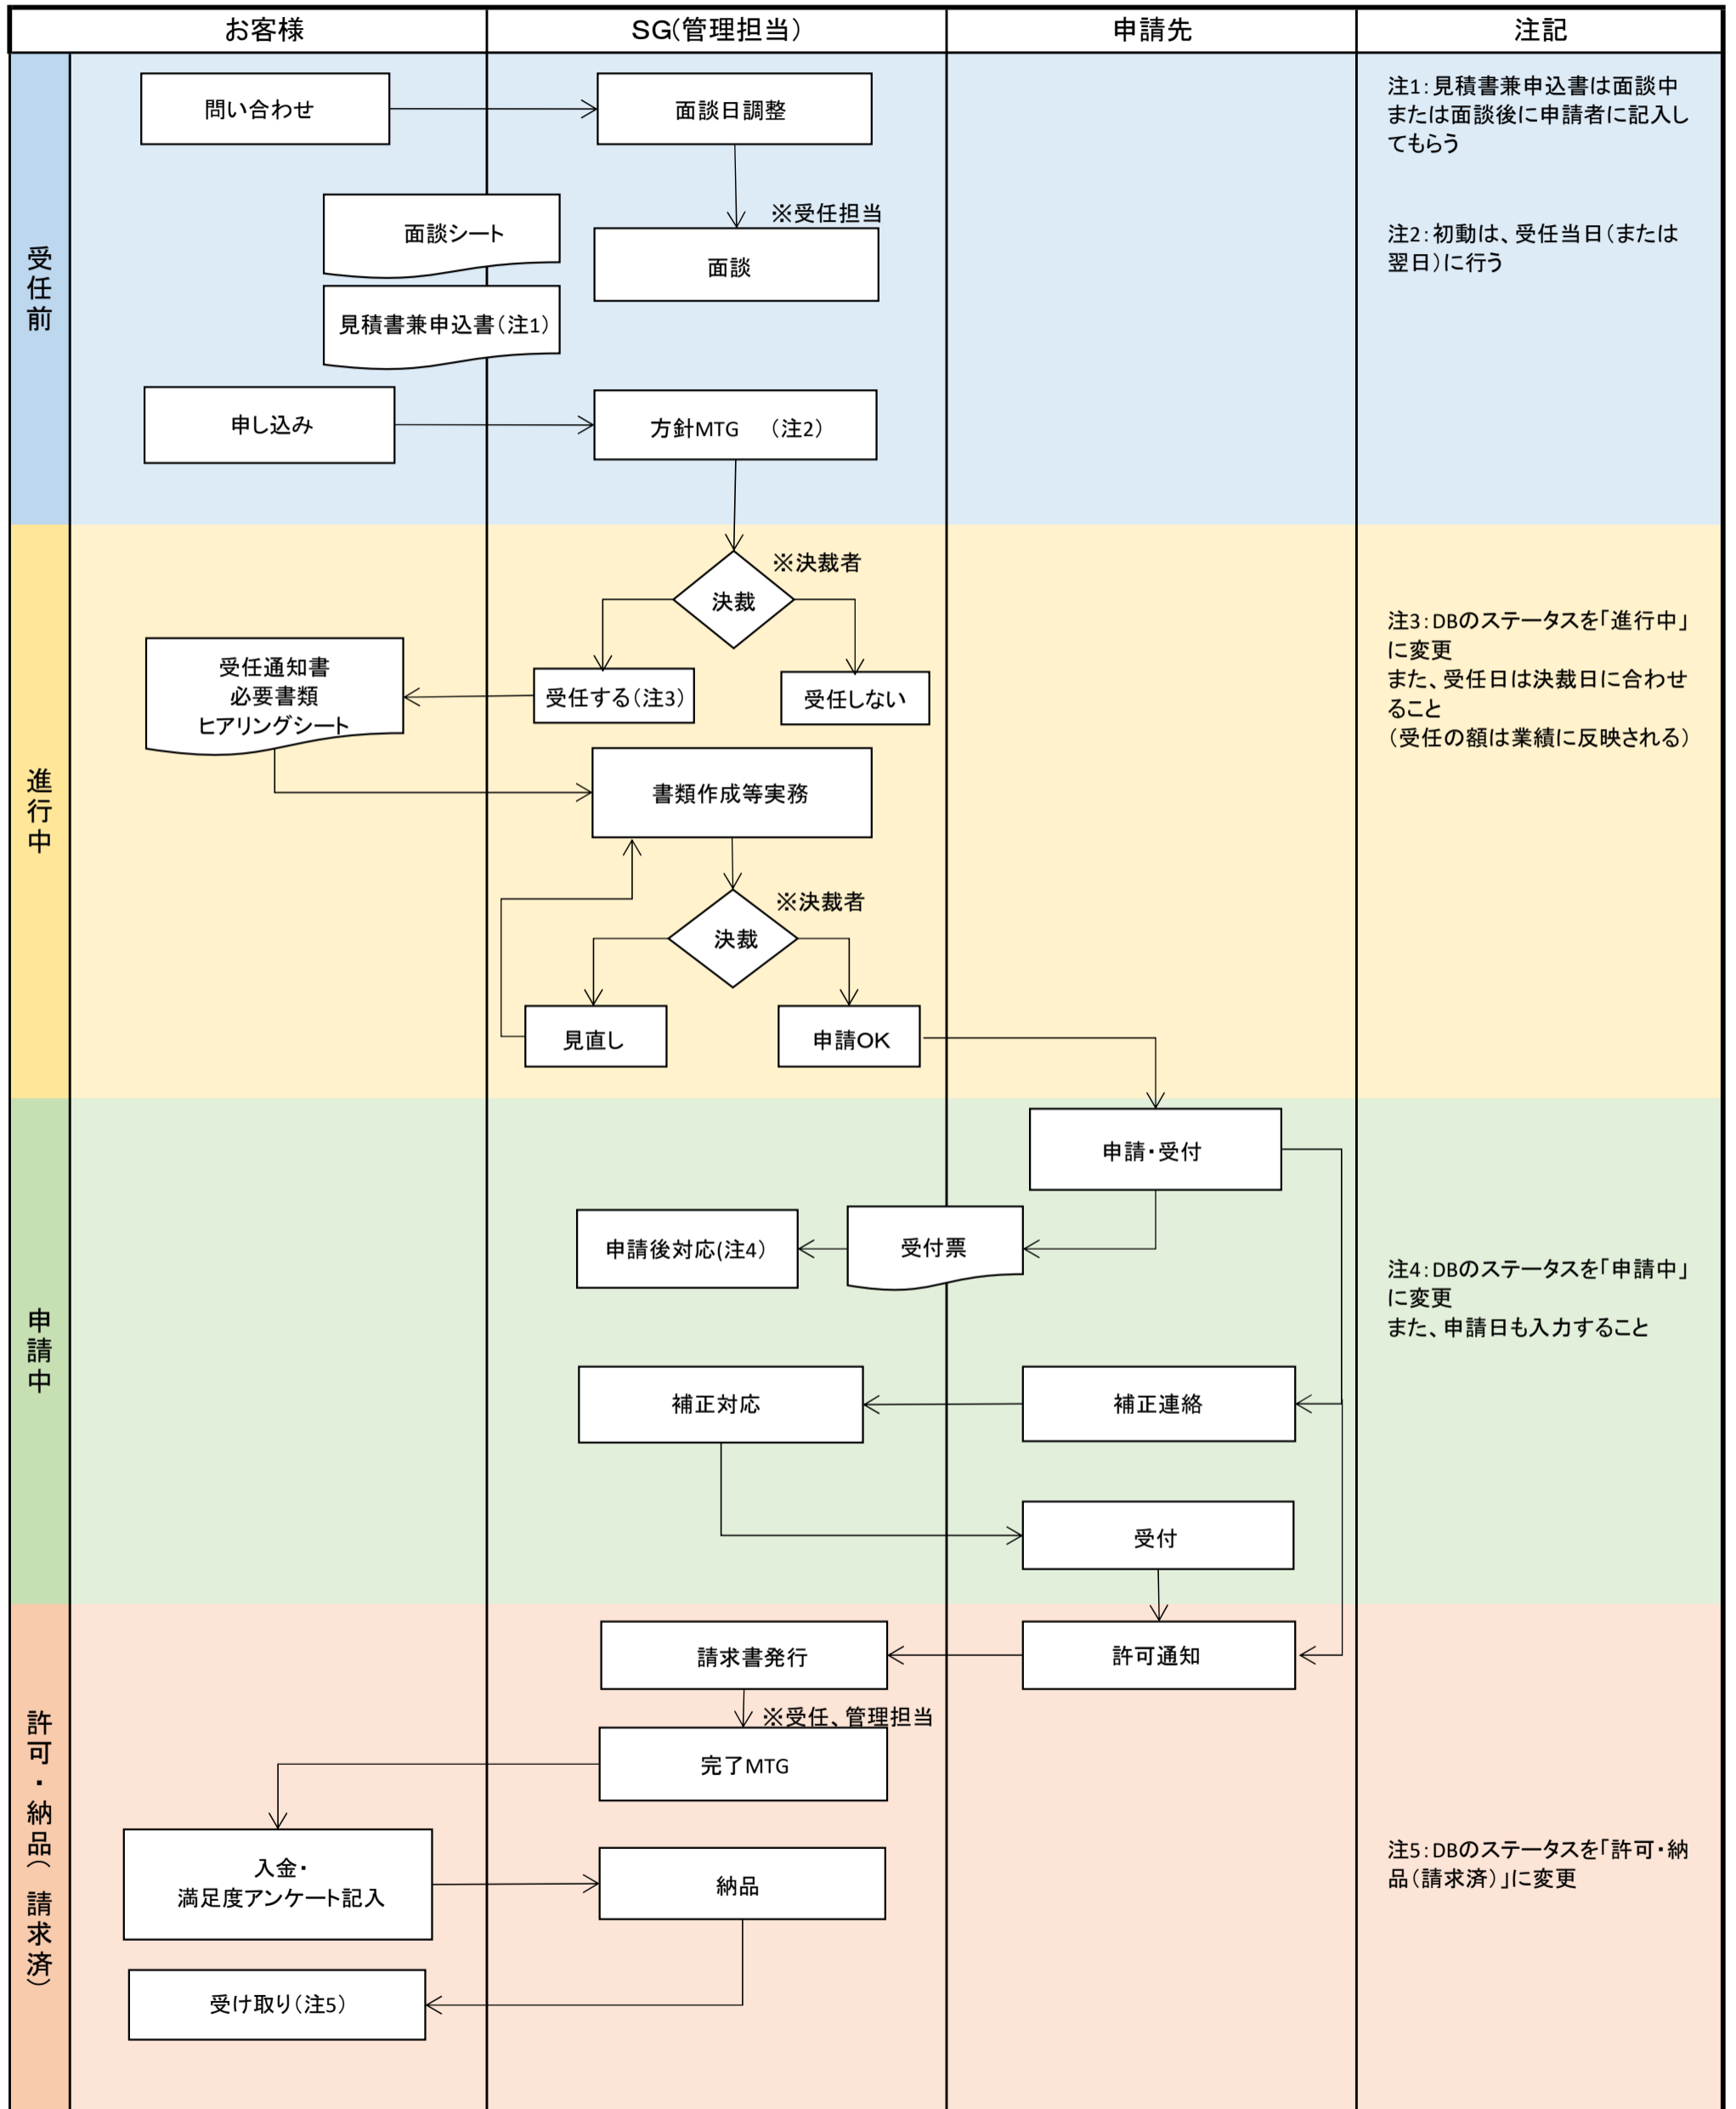 お客様
SG(管理担当)
申請先
注記
受任前
問い合わせ
面談日調整
注1：見積書兼申込書は面談中
または面談後に申請者に記入し
てもらう
面談シート
※受任担当
面談
注2：初動は、受任当日(または
翌日)に行う
見積書兼申込書(注1)
申し込み
方針MTG （注2）
進行中
※決裁者
決裁
受任通知書
必要書類
ヒアリングシート
受任する(注3)
受任しない
注3：DBのステータスを「進行中」
に変更
また、受任日は決裁日に合わせ
ること
（受任の額は業績に反映される）
書類作成等実務
※決裁者
決裁
見直し
申請OK
申請中
申請・受付
申請後対応(注4)
受付票
注4：DBのステータスを「申請中」
に変更
また、申請日も入力すること
補正対応
補正連絡
受付
許可・納品（請求済）
請求書発行
許可通知
※受任、管理担当
完了MTG
入金・
満足度アンケート記入
納品
注5：DBのステータスを「許可・納
品（請求済）」に変更
受け取り(注5)